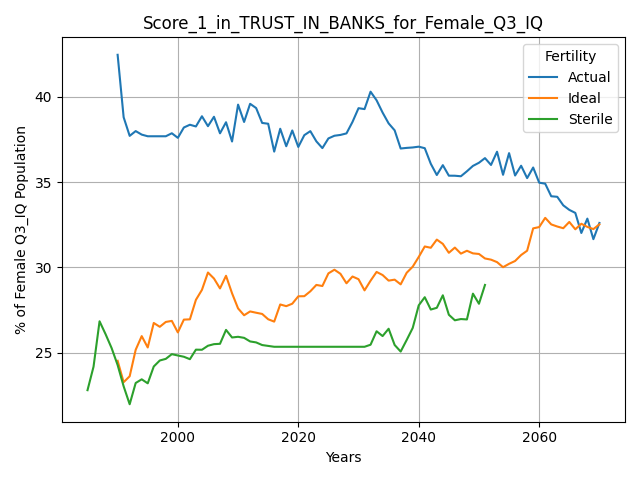 Score_1_in_TRUST_IN_BANKS_for_Female_Q3_IQ
Fertility
Actual
Ideal
Sterile
% of Female Q3_IQ Population
40
35
30
25
2000
2020
2040
2060
Years